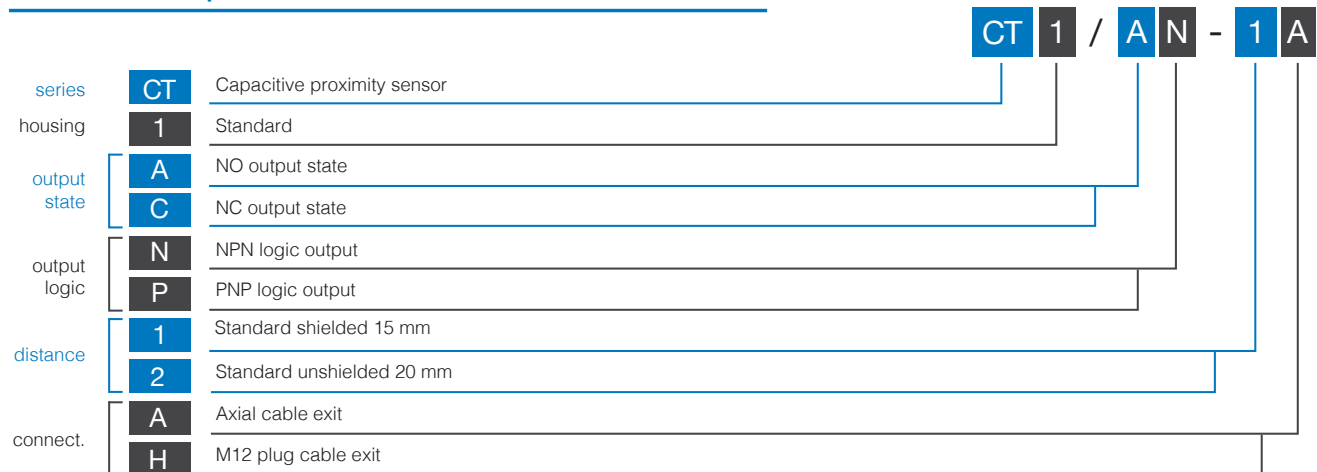 CT 1 / A N - 1 A
series CT Capacitive proximity sensor
housing 1 Standard
output state
A NO output state
C NC output state
output logic
N NPN logic output
P PNP logic output
distance
1 Standard shielded 15 mm
2 Standard unshielded 20 mm
connect.
A Axial cable exit
H M12 plug cable exit